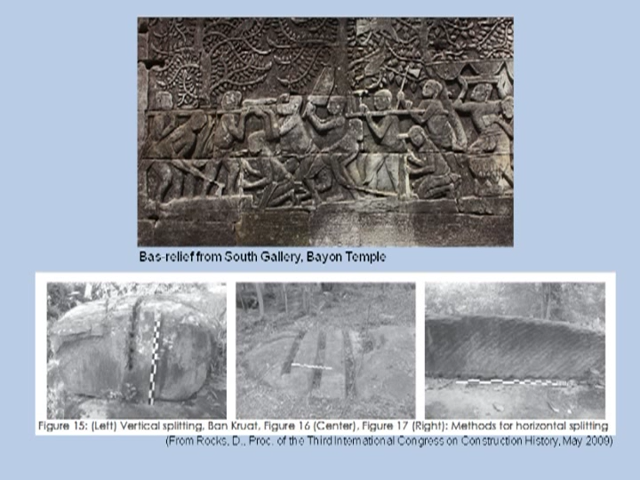 Bas-relief from South Gallery, Bayon Temple
Figure 15: (Left) Vertical splitting, Ban Kruat, Figure 16 (Center), Figure 17 (Right): Methods for horizontal splitting
(From Rocks, D., Proc. of the Third International Congress on Construction History, May 2009)